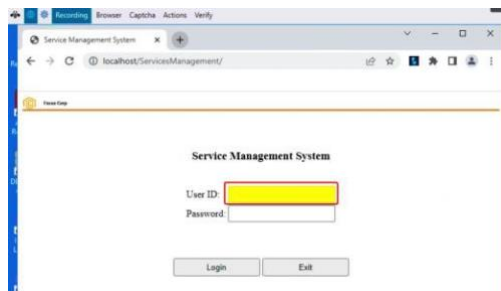 Recording Browser Captcha Actions Verify
Service Management System
localhost/ServicesManagement/
Service Management System
User ID:
Password:
Login Exit